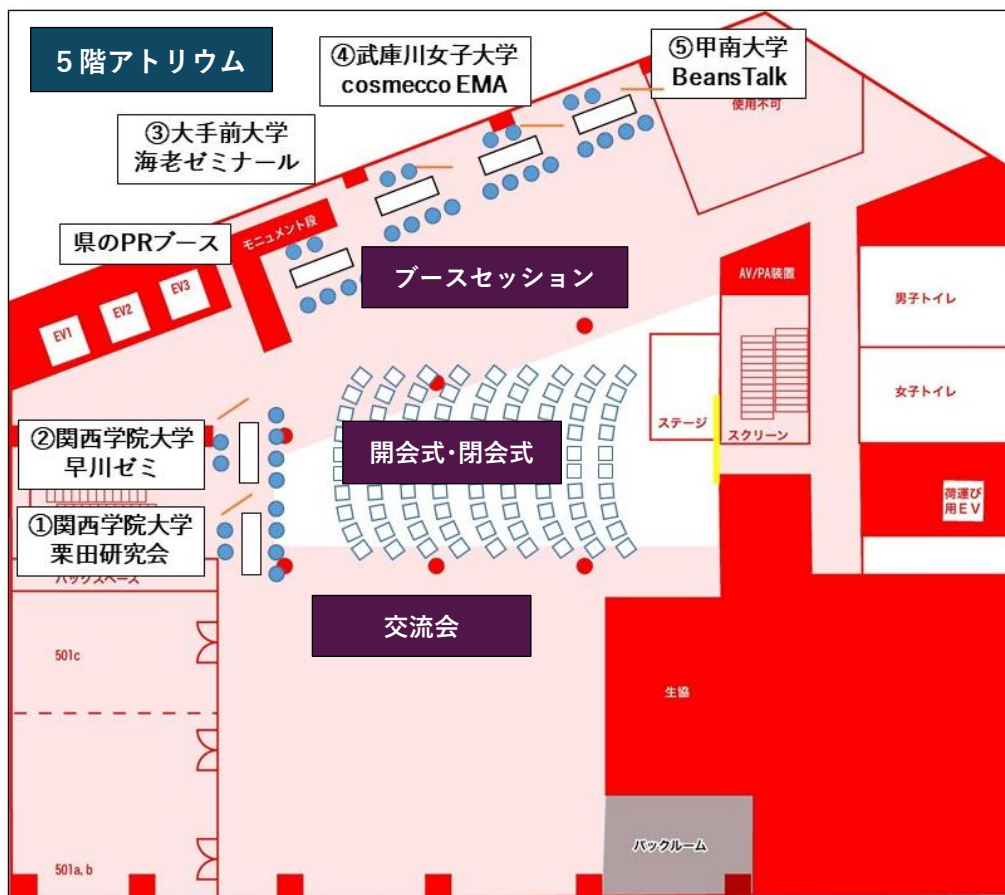 5階アトリウム
④武庫川女子大学
cosmecco EMA
⑤甲南大学
BeansTalk
使用不可
③大手前大学
海老ゼミナール
県のPRブース
モニュメント段
EV1
EV2
EV3
ブースセッション
AV/PA装置
男子トイレ
女子トイレ
ステージ
スクリーン
②関西学院大学
早川ゼミ
開会式・閉会式
荷運び
用EV
①関西学院大学
栗田研究会
バックスペース
交流会
501c
生協
バックルーム
501a, b